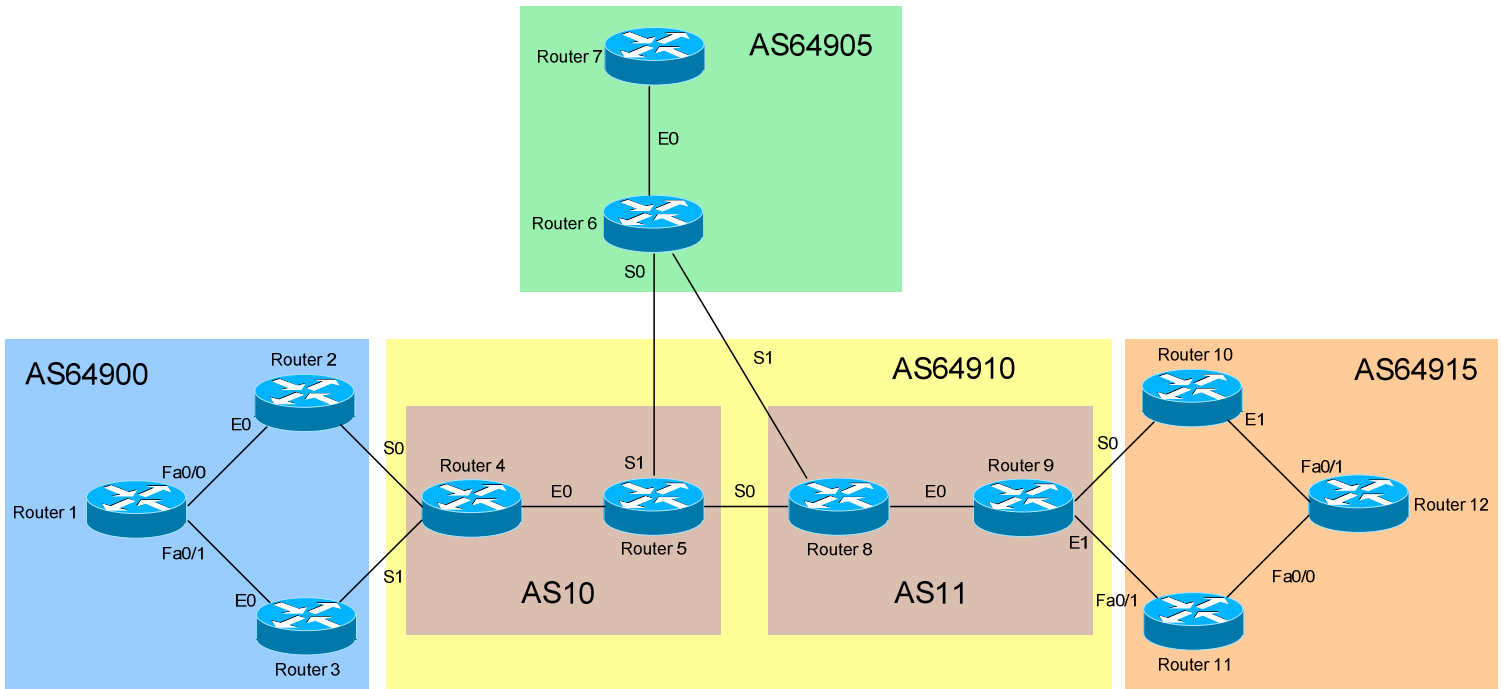 Router 7
AS64905
E0
Router 6
S0
S1
AS64900
Router 2
E0
Fa0/0
Router 1
Fa0/1
E0
Router 3
AS64910
S0
S1
Router 4
E0
S1
Router 5
AS10
S0
Router 8
E0
Router 9
AS11
S0
E1
Fa0/1
AS64915
Router 10
E1
Fa0/1
Router 12
Fa0/0
Router 11